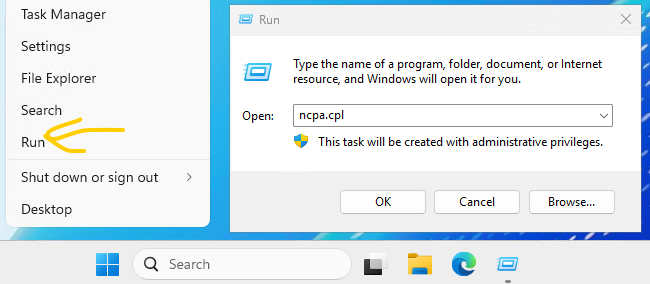 Task Manager
Settings
File Explorer
Search
Run
Shut down or sign out
Desktop
Run
Type the name of a program, folder, document, or Internet
resource, and Windows will open it for you.
Open:
ncpa.cpl
This task will be created with administrative privileges.
OK
Cancel
Browse...
Search